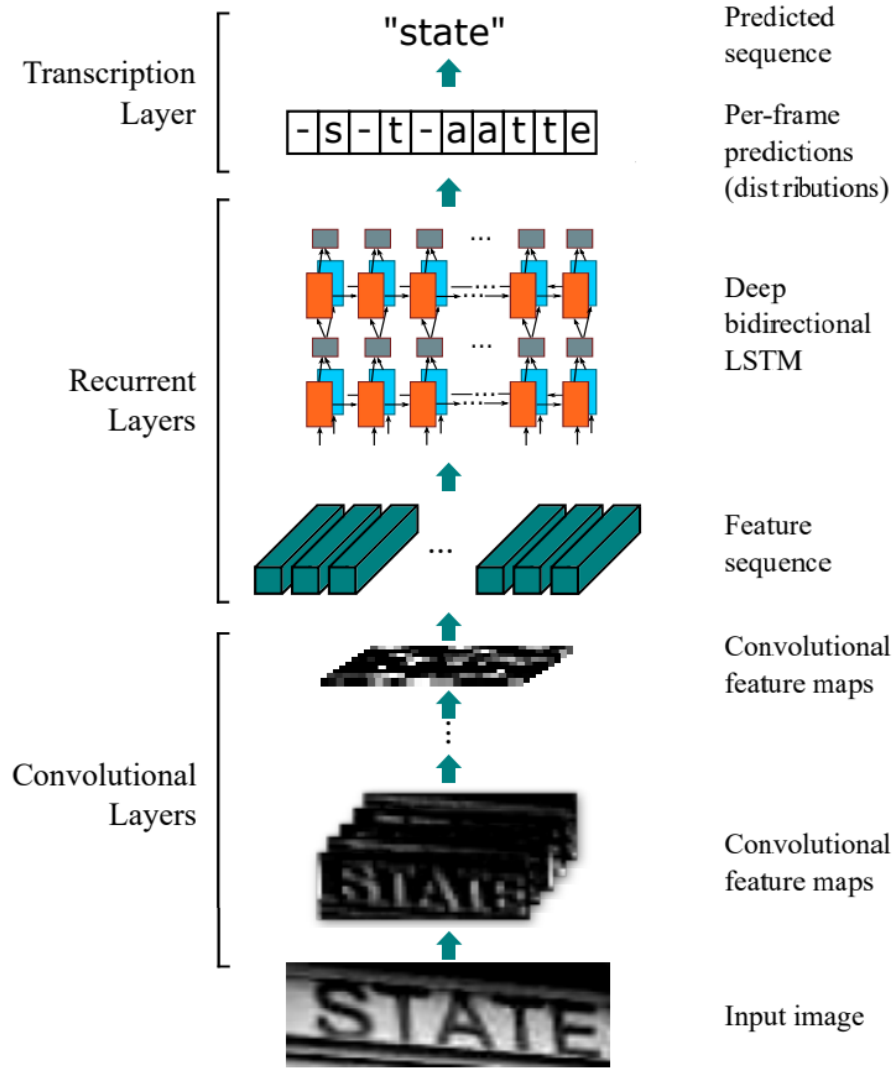 "state"
Predicted
sequence
Transcription
Layer
- s - t - a a t t e
Per-frame
predictions
(distributions)
...
... ...
Deep
bidirectional
LSTM
...
...
Recurrent
Layers
...
Feature
sequence
Convolutional
feature maps
...
Convolutional
Layers
STATE
Convolutional
feature maps
STATE
Input image